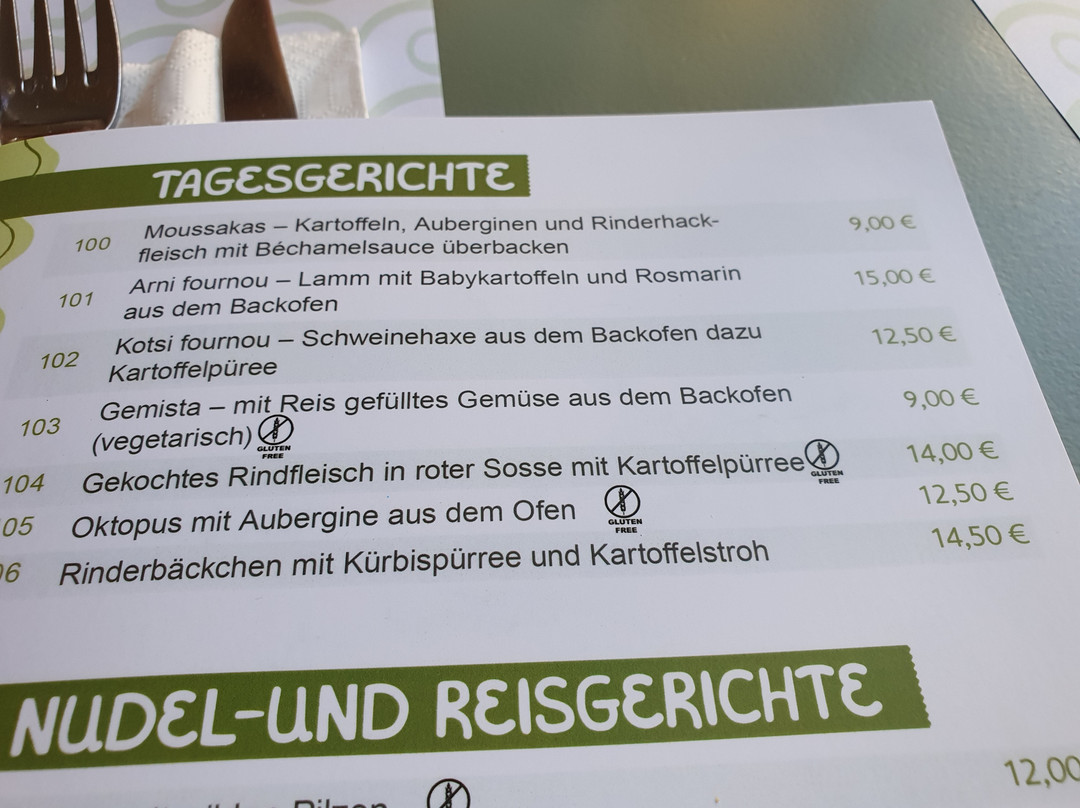 TAGESGERICHTE
100 Moussakas – Kartoffeln, Auberginen und Rinderhack- 9,00 €
fleisch mit Béchamelsauce überbacken
101 Arni fournou – Lamm mit Babykartoffeln und Rosmarin 15,00 €
aus dem Backofen
102 Kotsi fournou – Schweinehaxe aus dem Backofen dazu 12,50 €
Kartoffelpüree
103 Gemista – mit Reis gefülltes Gemüse aus dem Backofen 9,00 €
(vegetarisch) GLUTEN FREE
104 Gekochtes Rindfleisch in roter Sosse mit Kartoffelpürree GLUTEN FREE 14,00 €
05 Oktopus mit Aubergine aus dem Ofen GLUTEN FREE 12,50 €
06 Rinderbäckchen mit Kürbispürree und Kartoffelstroh 14,50 €
NUDEL-UND REISGERICHTE
Pilzen 12,00